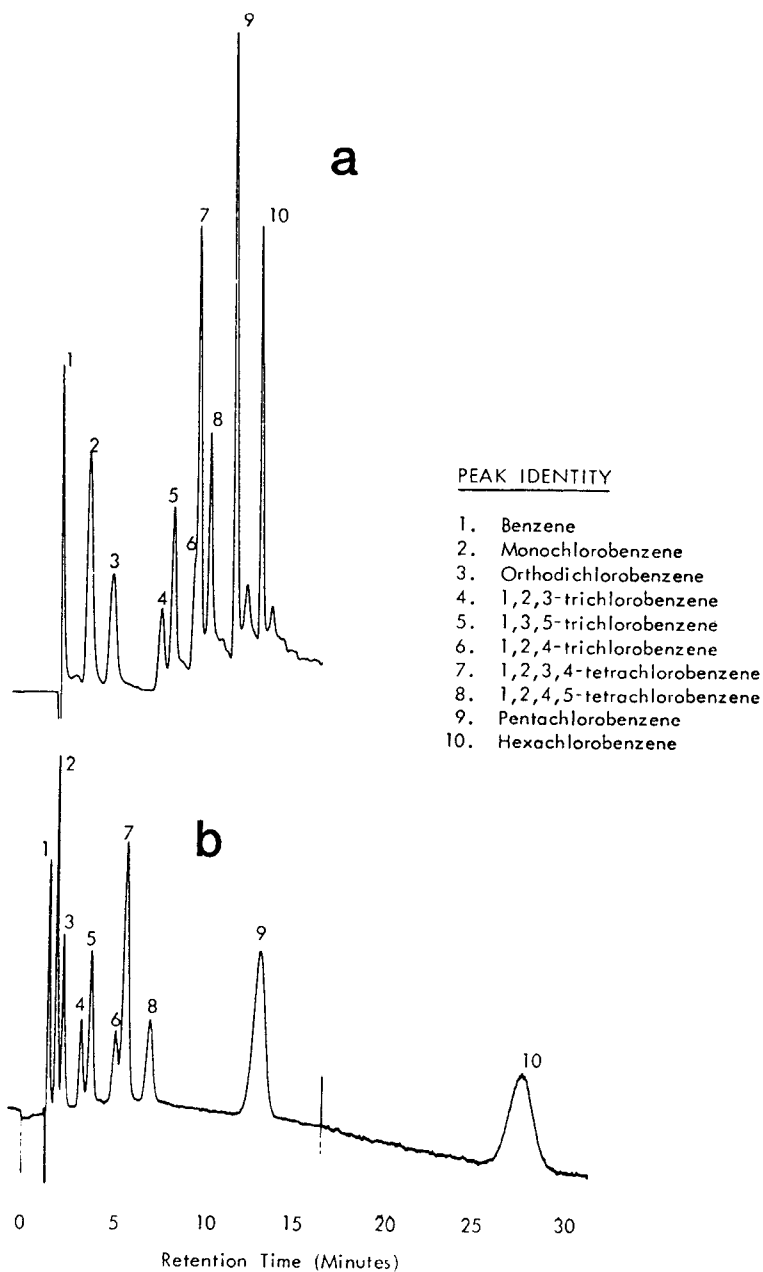 9
a
7
10
1
8
2
5
6
3
4
PEAK IDENTITY
1. Benzene
2. Monochlorobenzene
3. Orthodichlorobenzene
4. 1,2,3-trichlorobenzene
5. 1,3,5-trichlorobenzene
6. 1,2,4-trichlorobenzene
7. 1,2,3,4-tetrachlorobenzene
8. 1,2,4,5-tetrachlorobenzene
9. Pentachlorobenzene
10. Hexachlorobenzene
2
b
7
1
3
5
9
4
6
8
10
0 5 10 15 20 25 30
Retention Time (Minutes)